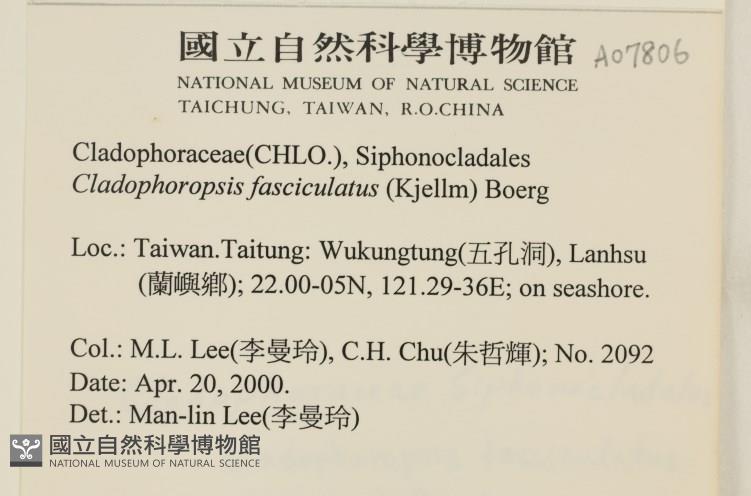 國立自然科學博物館 A07806
NATIONAL MUSEUM OF NATURAL SCIENCE
TAICHUNG, TAIWAN, R.O.CHINA
Cladophoraceae(CHLO.), Siphonocladales
Cladophoropsis fasciculatus (Kjellm) Boerg
Loc.: Taiwan.Taitung: Wukungtung(五孔洞), Lanhsu
(蘭嶼鄉); 22.00-05N, 121.29-36E; on seashore.
Col.: M.L. Lee(李曼玲), C.H. Chu(朱哲輝); No. 2092
Date: Apr. 20, 2000.
Det.: Man-lin Lee(李曼玲)
國立自然科學博物館
NATIONAL MUSEUM OF NATURAL SCIENCE